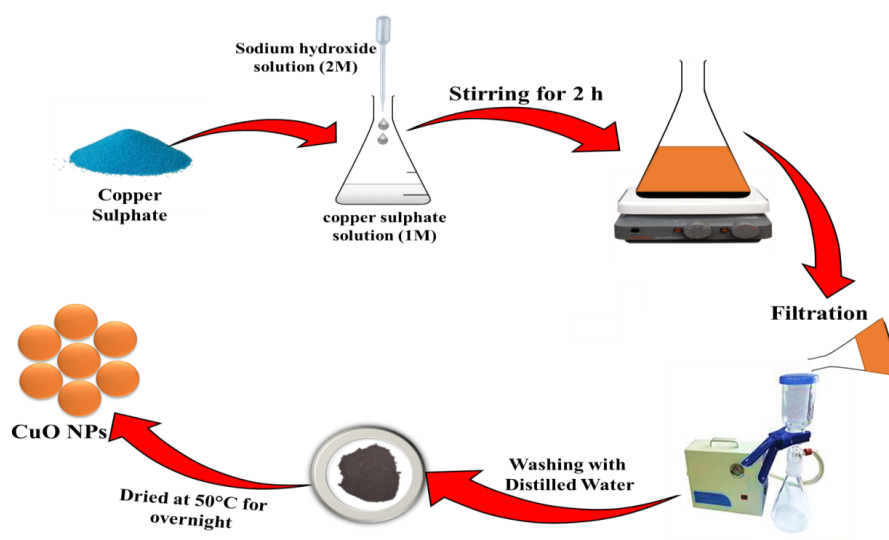 Sodium hydroxide
solution (2M)
Stirring for 2 h
Copper
Sulphate
copper sulphate
solution (1M)
Filtration
CuO NPs
Washing with
Distilled Water
Dried at 50°C for
overnight